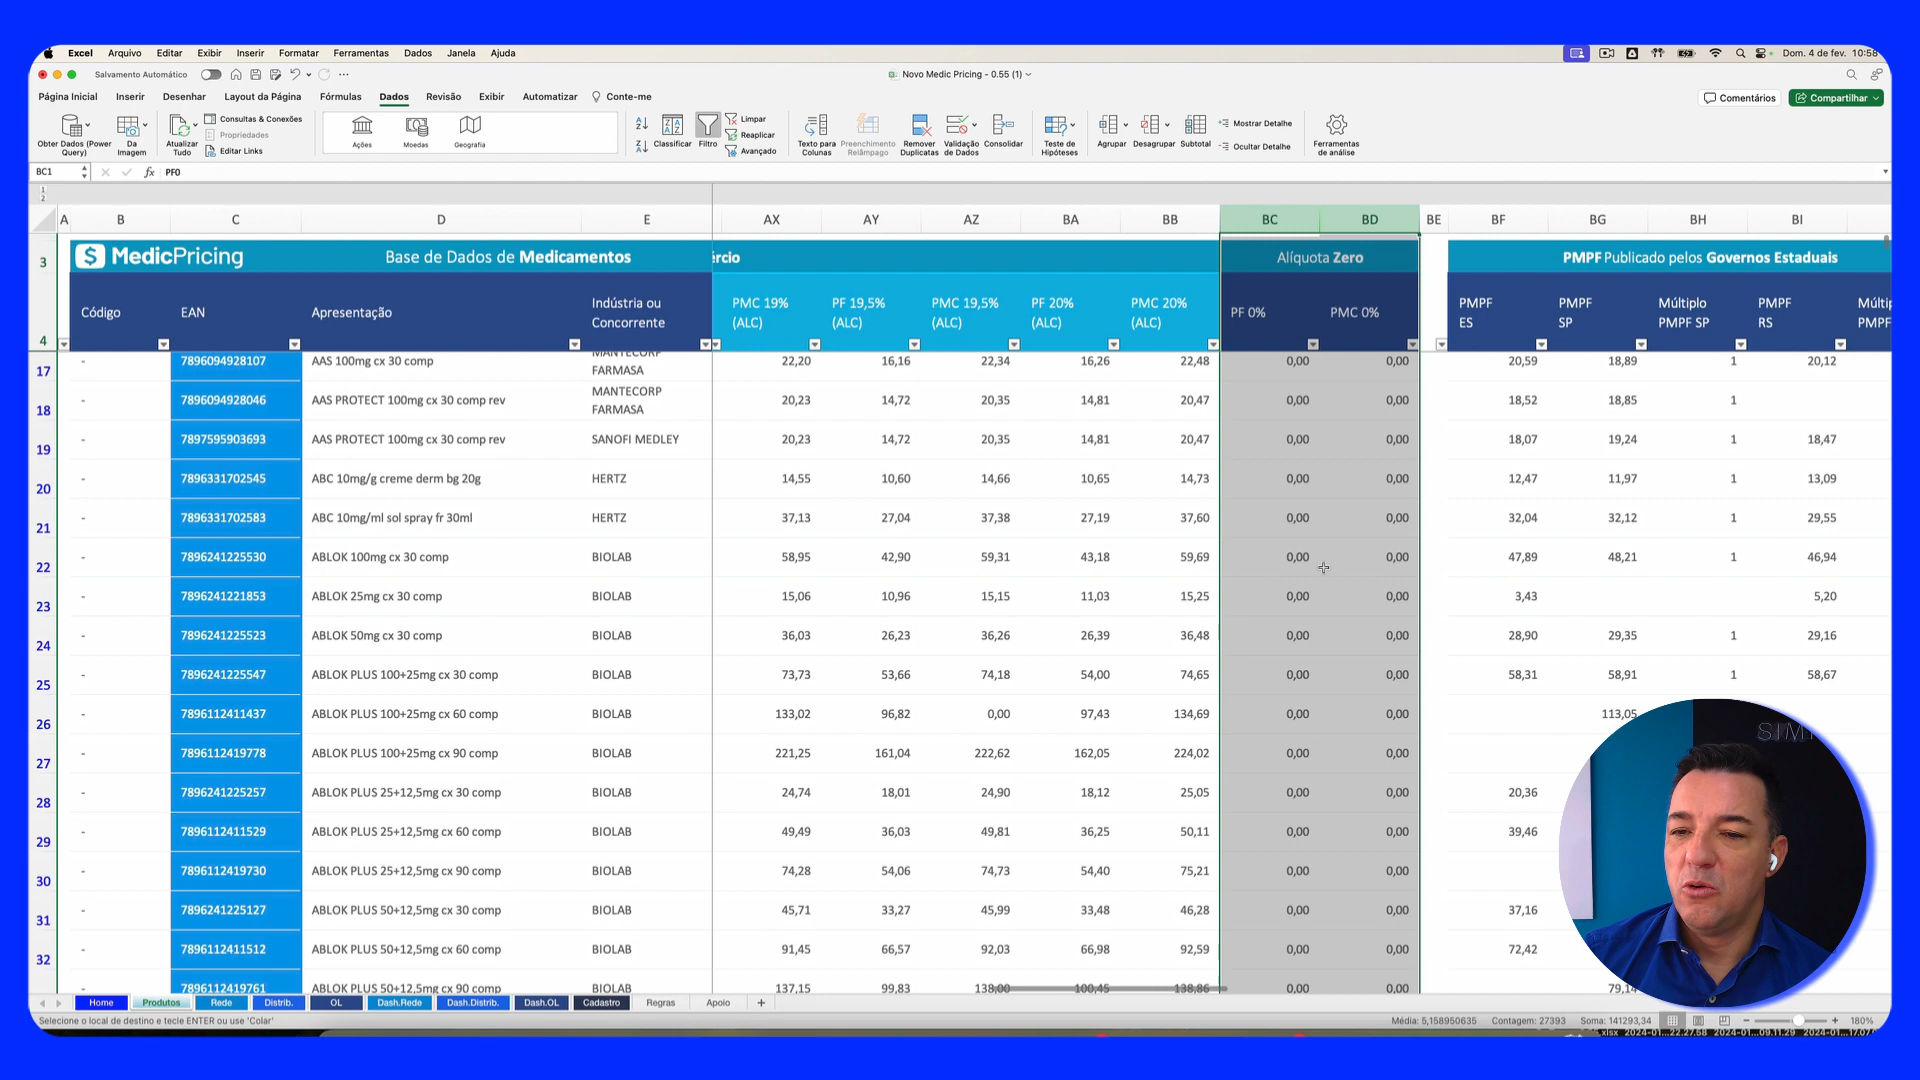 Excel Arquivo Editar Exibir Inserir Formatar Ferramentas Dados Janela Ajuda Dom. 4 de fev. 10:58
Salvamento Automático Novo Medic Pricing - 0.55 (1)
Página Inicial Inserir Desenhar Layout da Página Fórmulas Dados Revisão Exibir Automatizar Conte-me Comentários Compartilhar
Obter Dados (Power Query) Da Imagem Atualizar Tudo Consultas & Conexões Propriedades Editar Links Ações Moedas Geografia Classificar Filtro Limpar Reaplicar Avançado Texto para Colunas Preenchimento Relâmpago Remover Duplicatas Validação de Dados Consolidar Teste de Hipóteses Agrupar Desagrupar Subtotal Mostrar Detalhe Ocultar Detalhe Ferramentas de análise
BC1 fx PF0
1
2
A B C D E AX AY AZ BA BB BC BD BE BF BG BH BI
3 $ MedicPricing Base de Dados de Medicamentos ércio Alíquota Zero PMPF Publicado pelos Governos Estaduais
4 Código EAN Apresentação Indústria ou Concorrente PMC 19% (ALC) PF 19,5% (ALC) PMC 19,5% (ALC) PF 20% (ALC) PMC 20% (ALC) PF 0% PMC 0% PMPF ES PMPF SP Múltiplo PMPF SP PMPF RS
17 - 7896094928107 AAS 100mg cx 30 comp MANTECORP FARMASA 22,20 16,16 22,34 16,26 22,48 0,00 0,00 20,59 18,89 1 20,12
18 - 7896094928046 AAS PROTECT 100mg cx 30 comp rev MANTECORP FARMASA 20,23 14,72 20,35 14,81 20,47 0,00 0,00 18,52 18,85 1
19 - 7897595903693 AAS PROTECT 100mg cx 30 comp rev SANOFI MEDLEY 20,23 14,72 20,35 14,81 20,47 0,00 0,00 18,07 19,24 1 18,47
20 - 7896331702545 ABC 10mg/g creme derm bg 20g HERTZ 14,55 10,60 14,66 10,65 14,73 0,00 0,00 12,47 11,97 1 13,09
21 - 7896331702583 ABC 10mg/ml sol spray fr 30ml HERTZ 37,13 27,04 37,38 27,19 37,60 0,00 0,00 32,04 32,12 1 29,55
22 - 7896241225530 ABLOK 100mg cx 30 comp BIOLAB 58,95 42,90 59,31 43,18 59,69 0,00 0,00 47,89 48,21 1 46,94
23 - 7896241221853 ABLOK 25mg cx 30 comp BIOLAB 15,06 10,96 15,15 11,03 15,25 0,00 0,00 3,43 5,20
24 - 7896241225523 ABLOK 50mg cx 30 comp BIOLAB 36,03 26,23 36,26 26,39 36,48 0,00 0,00 28,90 29,35 1 29,16
25 - 7896241225547 ABLOK PLUS 100+25mg cx 30 comp BIOLAB 73,73 53,66 74,18 54,00 74,65 0,00 0,00 58,31 58,91 1 58,67
26 - 7896112411437 ABLOK PLUS 100+25mg cx 60 comp BIOLAB 133,02 96,82 0,00 97,43 134,69 0,00 0,00 113,05
27 - 7896112419778 ABLOK PLUS 100+25mg cx 90 comp BIOLAB 221,25 161,04 222,62 162,05 224,02 0,00 0,00
28 - 7896241225257 ABLOK PLUS 25+12,5mg cx 30 comp BIOLAB 24,74 18,01 24,90 18,12 25,05 0,00 0,00 20,36
29 - 7896112411529 ABLOK PLUS 25+12,5mg cx 60 comp BIOLAB 49,49 36,03 49,81 36,25 50,11 0,00 0,00 39,46
30 - 7896112419730 ABLOK PLUS 25+12,5mg cx 90 comp BIOLAB 74,28 54,06 74,73 54,40 75,21 0,00 0,00
31 - 7896241225127 ABLOK PLUS 50+12,5mg cx 30 comp BIOLAB 45,71 33,27 45,99 33,48 46,28 0,00 0,00 37,16
32 - 7896112411512 ABLOK PLUS 50+12,5mg cx 60 comp BIOLAB 91,45 66,57 92,03 66,98 92,59 0,00 0,00 72,42
- 7896112419761 ABLOK PLUS 50+12,5mg cx 90 comp BIOLAB 137,15 99,83 138,00 100,45 138,86 0,00 0,00
Home Produtos Rede Distrib. OL Dash.Rede Dash.Distrib. Dash.OL Cadastro Regras Apoio +
Selecione o local de destino e tecle ENTER ou use 'Colar' Média: 5,158950635 Contagem: 27393 Soma: 141293,34 180%